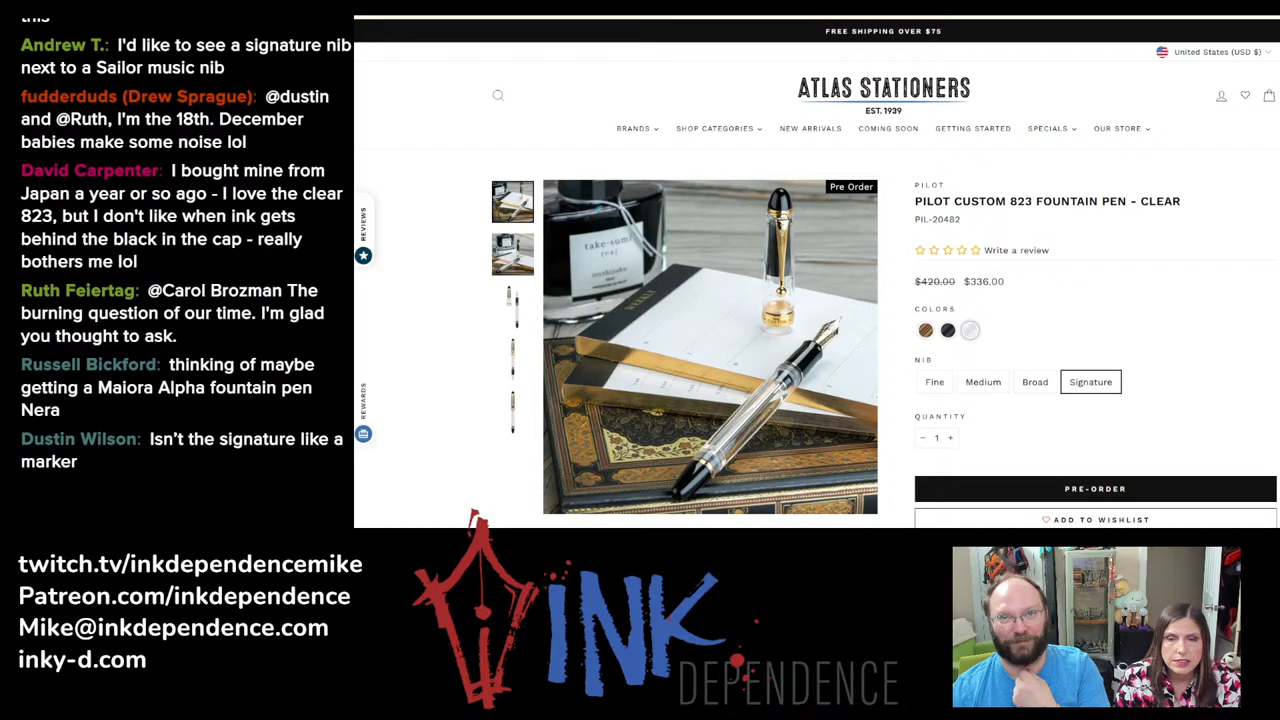 this
Andrew T.: I'd like to see a signature nib
next to a Sailor music nib
fudderduds (Drew Sprague): @dustin
and @Ruth, I'm the 18th. December
babies make some noise lol
David Carpenter: I bought mine from
Japan a year or so ago - I love the clear
823, but I don't like when ink gets
behind the black in the cap - really
bothers me lol
Ruth Feiertag: @Carol Brozman The
burning question of our time. I'm glad
you thought to ask.
Russell Bickford: thinking of maybe
getting a Maiora Alpha fountain pen
Nera
Dustin Wilson: Isn’t the signature like a
marker
FREE SHIPPING OVER $75
United States (USD $)
ATLAS STATIONERS
EST. 1939
BRANDS SHOP CATEGORIES NEW ARRIVALS COMING SOON GETTING STARTED SPECIALS OUR STORE
REVIEWS
REWARDS
Pre Order
take-sumi
WEEKLY
PILOT
PILOT CUSTOM 823 FOUNTAIN PEN - CLEAR
PIL-20482
Write a review
$420.00 $336.00
COLORS
NIB
Fine Medium Broad Signature
QUANTITY
− 1 +
PRE-ORDER
ADD TO WISHLIST
twitch.tv/inkdependencemike
Patreon.com/inkdependence
Mike@inkdependence.com
inky-d.com
INK
DEPENDENCE